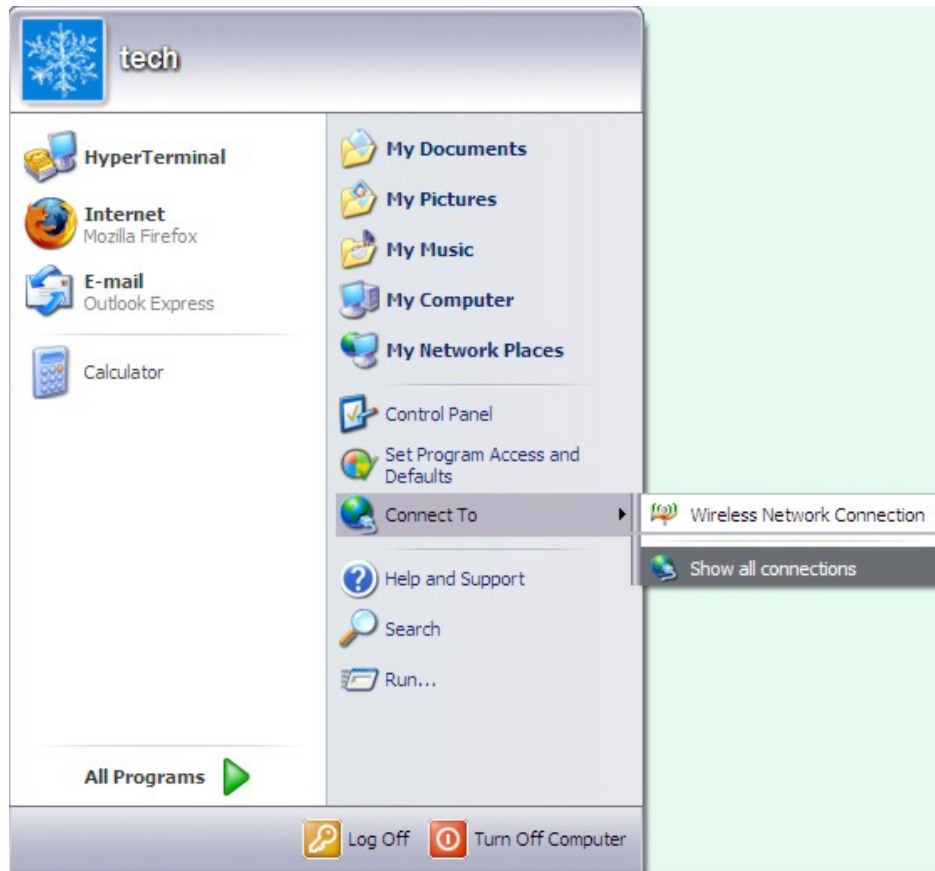 tech
HyperTerminal
Internet
Mozilla Firefox
E-mail
Outlook Express
Calculator
All Programs
My Documents
My Pictures
My Music
My Computer
My Network Places
Control Panel
Set Program Access and
Defaults
Connect To
Wireless Network Connection
Show all connections
Help and Support
Search
Run...
Log Off
Turn Off Computer